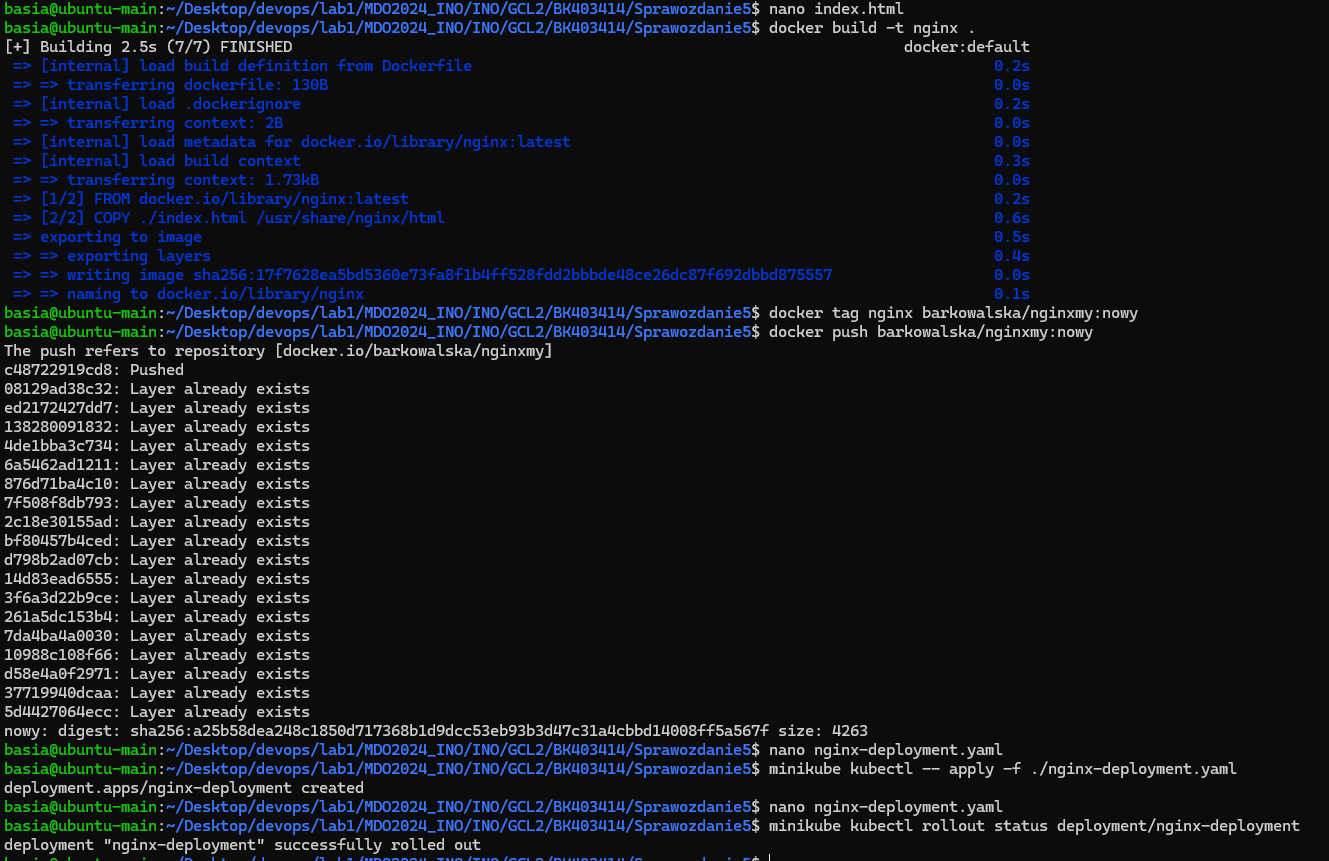 basia@ubuntu-main:~/Desktop/devops/lab1/MDO2024_INO/INO/GCL2/BK403414/Sprawozdanie5$ nano index.html
basia@ubuntu-main:~/Desktop/devops/lab1/MDO2024_INO/INO/GCL2/BK403414/Sprawozdanie5$ docker build -t nginx .
[+] Building 2.5s (7/7) FINISHED docker:default
=> [internal] load build definition from Dockerfile 0.2s
=> => transferring dockerfile: 130B 0.0s
=> [internal] load .dockerignore 0.2s
=> => transferring context: 2B 0.0s
=> [internal] load metadata for docker.io/library/nginx:latest 0.0s
=> [internal] load build context 0.3s
=> => transferring context: 1.73kB 0.0s
=> [1/2] FROM docker.io/library/nginx:latest 0.2s
=> [2/2] COPY ./index.html /usr/share/nginx/html 0.6s
=> exporting to image 0.5s
=> => exporting layers 0.4s
=> => writing image sha256:17f7628ea5bd5360e73fa8f1b4ff528fdd2bbbde48ce26dc87f692dbbd875557 0.0s
=> => naming to docker.io/library/nginx 0.1s
basia@ubuntu-main:~/Desktop/devops/lab1/MDO2024_INO/INO/GCL2/BK403414/Sprawozdanie5$ docker tag nginx barkowalska/nginxmy:nowy
basia@ubuntu-main:~/Desktop/devops/lab1/MDO2024_INO/INO/GCL2/BK403414/Sprawozdanie5$ docker push barkowalska/nginxmy:nowy
The push refers to repository [docker.io/barkowalska/nginxmy]
c48722919cd8: Pushed
08129ad38c32: Layer already exists
ed2172427dd7: Layer already exists
138280091832: Layer already exists
4de1bba3c734: Layer already exists
6a5462ad1211: Layer already exists
876d71ba4c10: Layer already exists
7f508f8db793: Layer already exists
2c18e30155ad: Layer already exists
bf80457b4ced: Layer already exists
d798b2ad07cb: Layer already exists
14d83ead6555: Layer already exists
3f6a3d22b9ce: Layer already exists
261a5dc153b4: Layer already exists
7da4ba4a0030: Layer already exists
10988c108f66: Layer already exists
d58e4a0f2971: Layer already exists
37719940dcaa: Layer already exists
5d4427064ecc: Layer already exists
nowy: digest: sha256:a25b58dea248c1850d717368b1d9dcc53eb93b3d47c31a4cbbd14008ff5a567f size: 4263
basia@ubuntu-main:~/Desktop/devops/lab1/MDO2024_INO/INO/GCL2/BK403414/Sprawozdanie5$ nano nginx-deployment.yaml
basia@ubuntu-main:~/Desktop/devops/lab1/MDO2024_INO/INO/GCL2/BK403414/Sprawozdanie5$ minikube kubectl -- apply -f ./nginx-deployment.yaml
deployment.apps/nginx-deployment created
basia@ubuntu-main:~/Desktop/devops/lab1/MDO2024_INO/INO/GCL2/BK403414/Sprawozdanie5$ nano nginx-deployment.yaml
basia@ubuntu-main:~/Desktop/devops/lab1/MDO2024_INO/INO/GCL2/BK403414/Sprawozdanie5$ minikube kubectl rollout status deployment/nginx-deployment
deployment "nginx-deployment" successfully rolled out